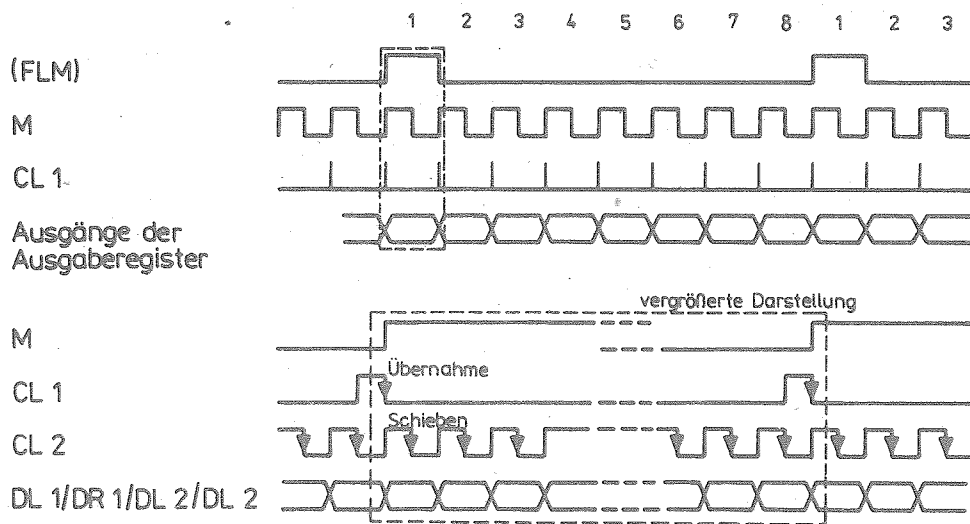 1 2 3 4 5 6 7 8 1 2 3
(FLM)
M
CL 1
Ausgänge der
Ausgaberegister
vergrößerte Darstellung
M
CL 1
Übernahme
Schieben
CL 2
DL 1/DR 1/DL 2/DL 2